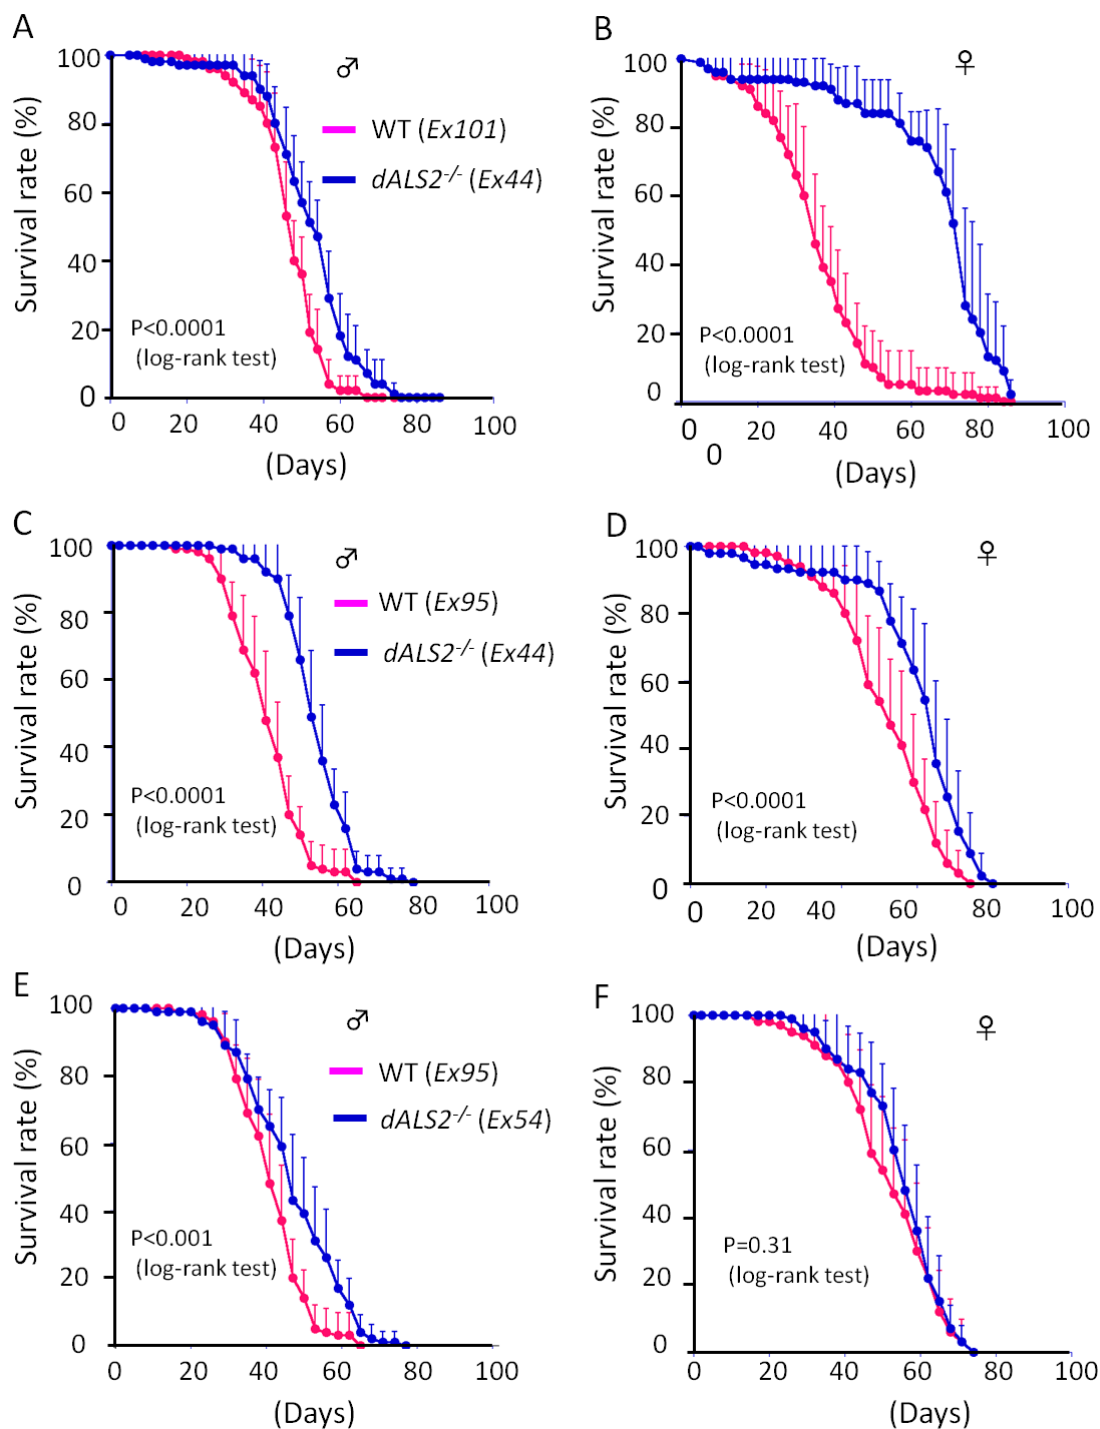 A
100
80
60
40
20
0
Survival rate (%)
♂
WT (Ex101)
dALS2-/- (Ex44)
P<0.0001
(log-rank test)
0 20 40 60 80 100
(Days)
B
100
80
60
40
20
0
Survival rate (%)
♀
P<0.0001
(log-rank test)
0 20 40 60 80 100
0
(Days)
C
100
80
60
40
20
0
Survival rate (%)
♂
WT (Ex95)
dALS2-/- (Ex44)
P<0.0001
(log-rank test)
0 20 40 60 80 100
(Days)
D
100
80
60
40
20
0
Survival rate (%)
♀
P<0.0001
(log-rank test)
0 20 40 60 80 100
(Days)
E
100
80
60
40
20
0
Survival rate (%)
♂
WT (Ex95)
dALS2-/- (Ex54)
P<0.001
(log-rank test)
0 20 40 60 80 100
(Days)
F
100
80
60
40
20
0
Survival rate (%)
♀
P=0.31
(log-rank test)
0 20 40 60 80 100
(Days)